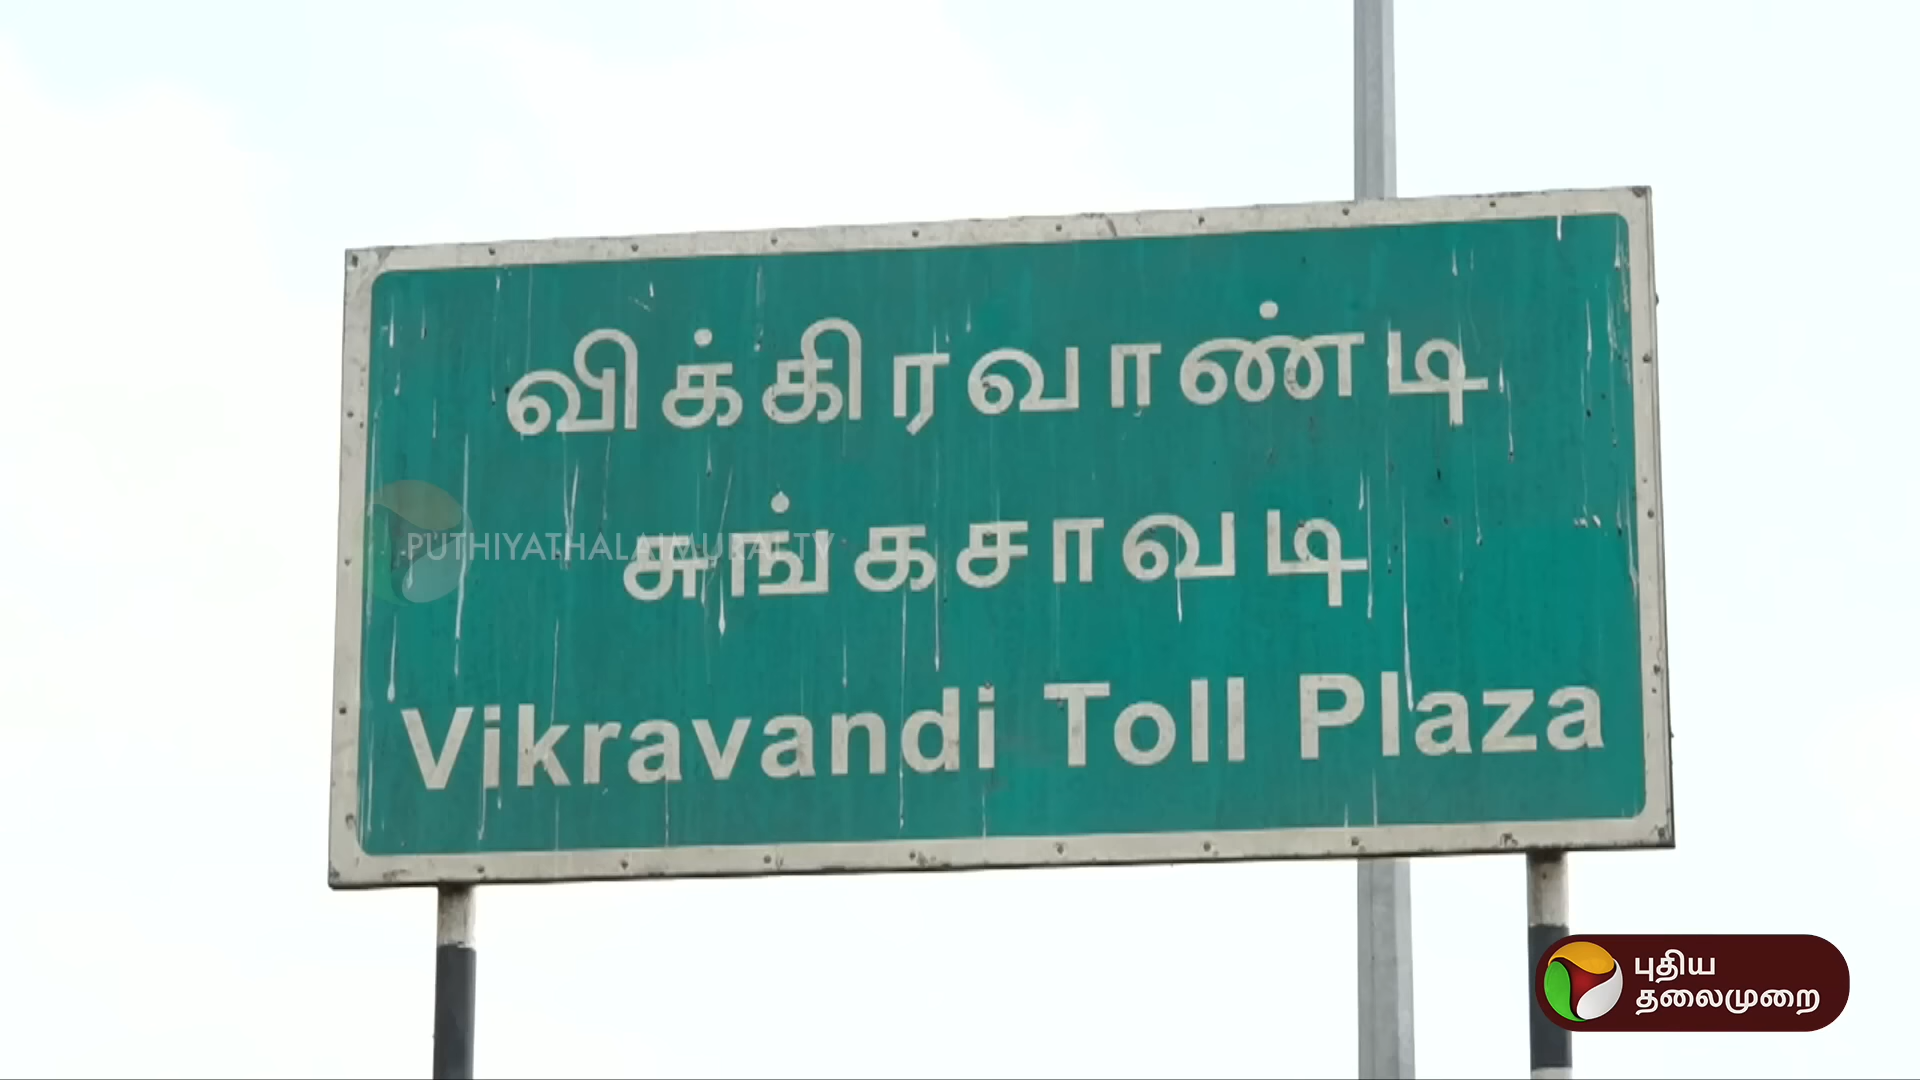 விக்கிரவாண்டி
சுங்கசாவடி
Vikravandi Toll Plaza
PUTHIYATHALAIMURAI TV
புதிய
தலைமுறை